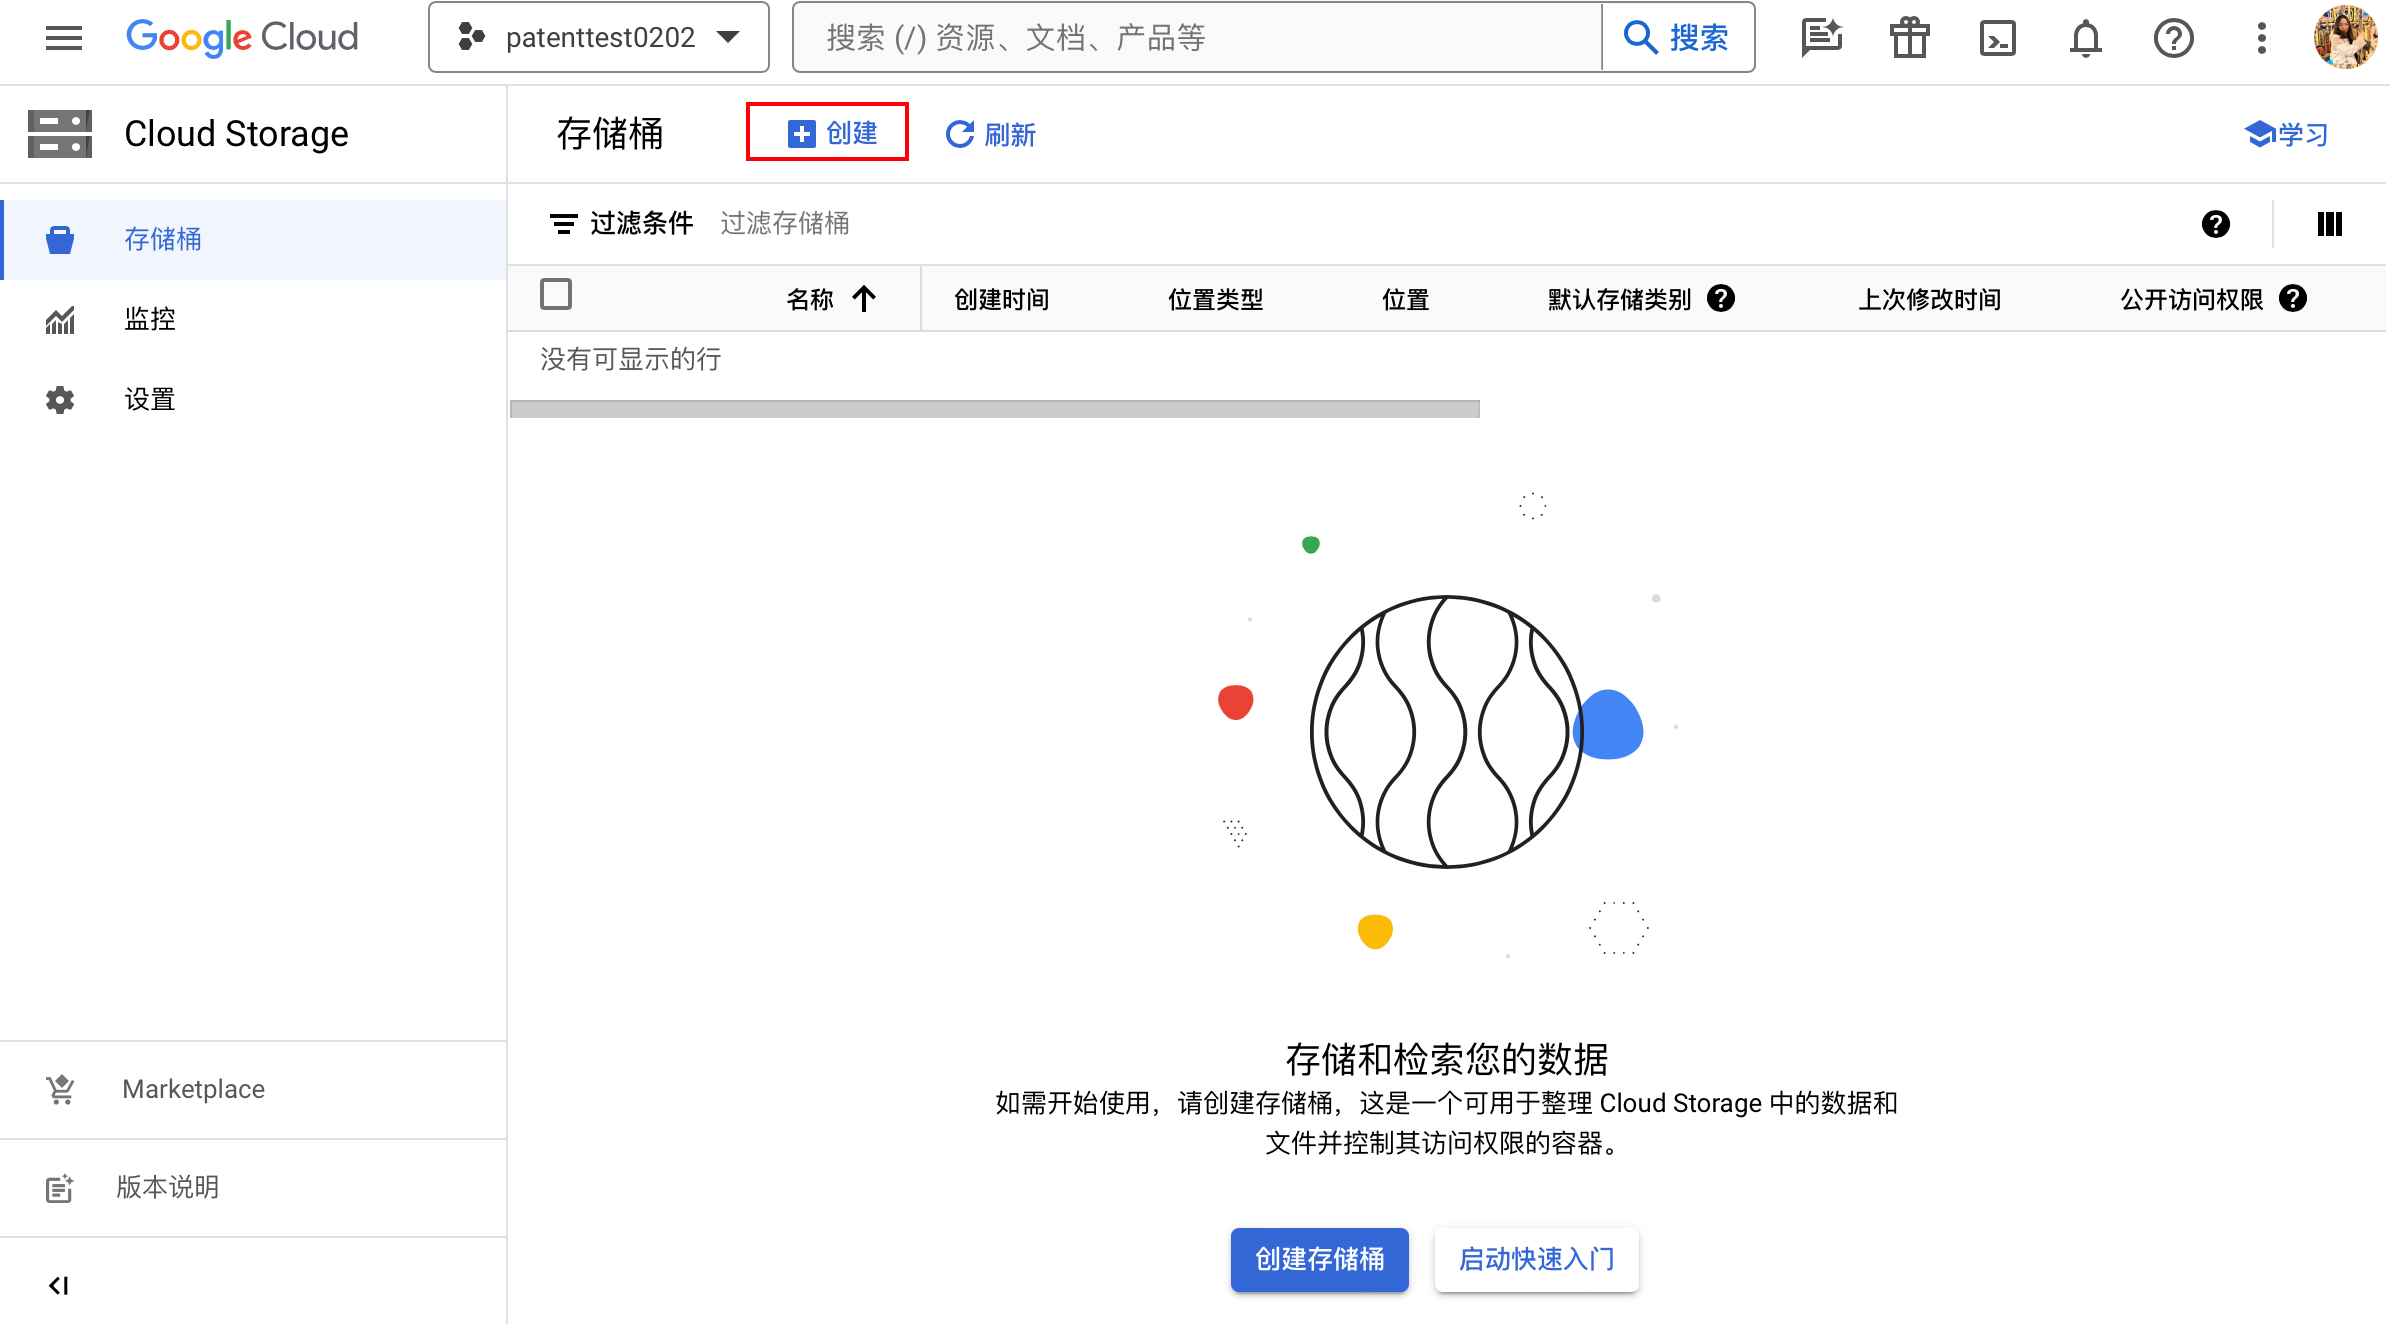 Google Cloud
patenttest0202
搜索 (/) 资源、文档、产品等
搜索
Cloud Storage
存储桶
创建
刷新
学习
存储桶
监控
设置
过滤条件 过滤存储桶
名称 创建时间 位置类型 位置 默认存储类别 上次修改时间 公开访问权限
没有可显示的行
存储和检索您的数据
如需开始使用，请创建存储桶，这是一个可用于整理 Cloud Storage 中的数据和
文件并控制其访问权限的容器。
创建存储桶
启动快速入门
Marketplace
版本说明